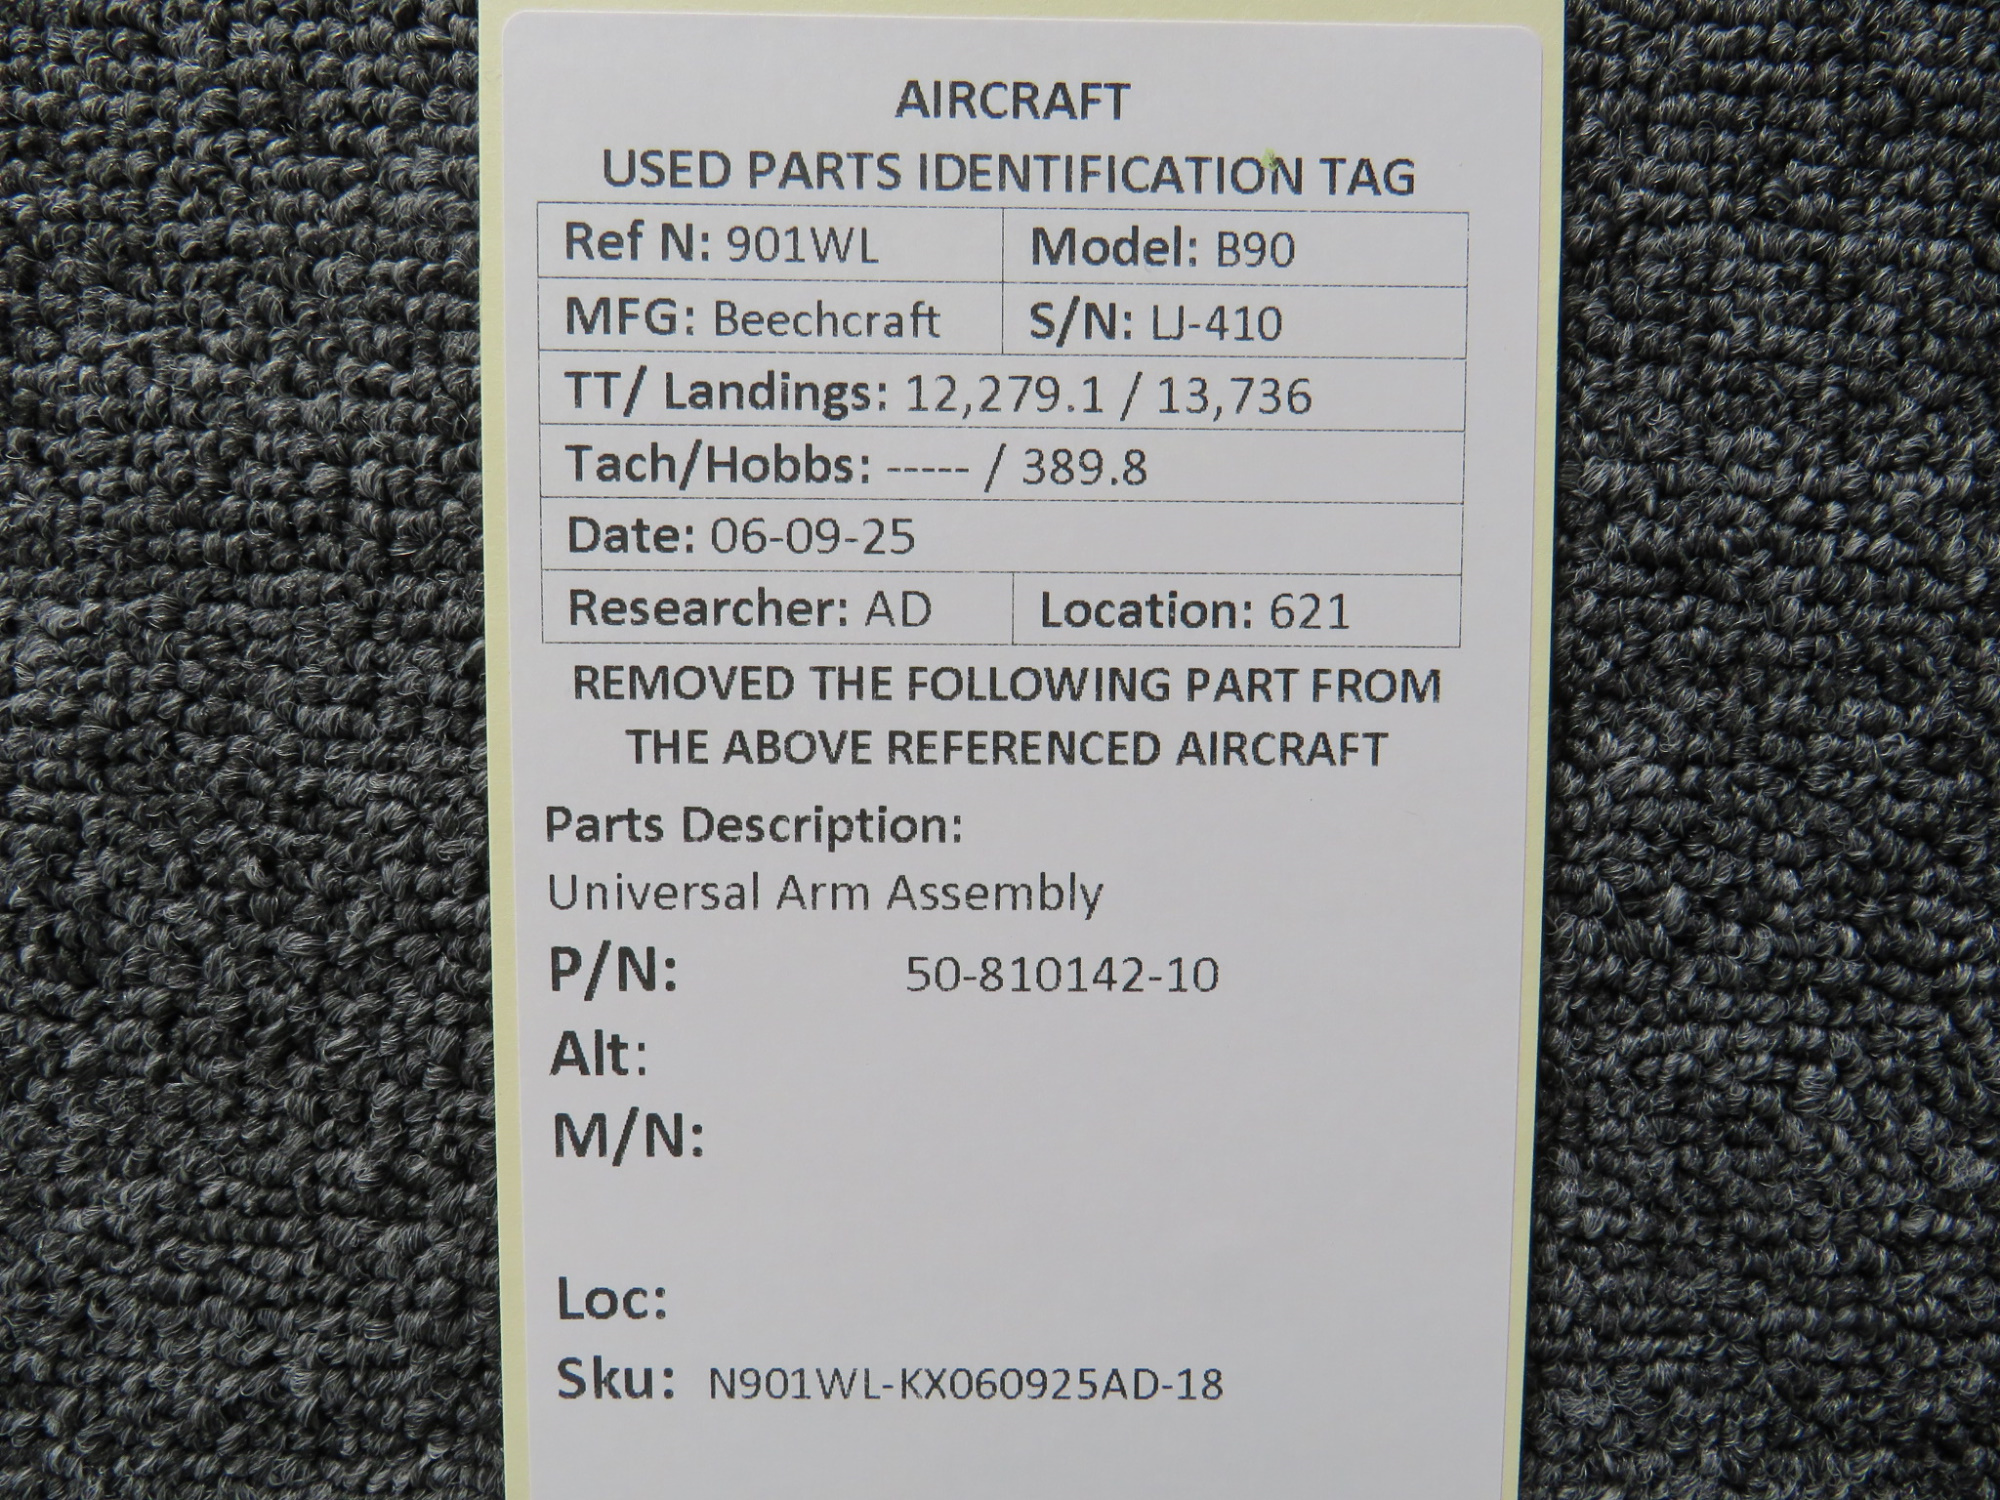 AIRCRAFT
USED PARTS IDENTIFICATION TAG
Ref N: 901WL Model: B90
MFG: Beechcraft S/N: LJ-410
TT/ Landings: 12,279.1 / 13,736
Tach/Hobbs: ----- / 389.8
Date: 06-09-25
Researcher: AD Location: 621
REMOVED THE FOLLOWING PART FROM
THE ABOVE REFERENCED AIRCRAFT
Parts Description:
Universal Arm Assembly
P/N: 50-810142-10
Alt:
M/N:
Loc:
Sku: N901WL-KX060925AD-18